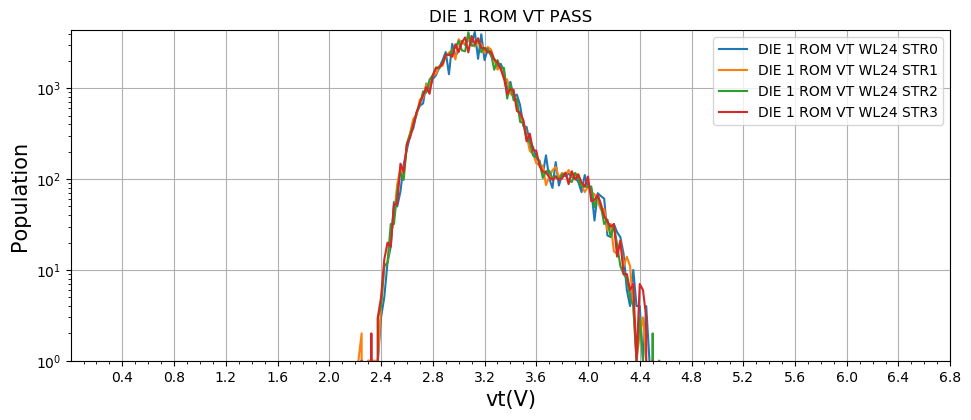 DIE 1 ROM VT PASS
DIE 1 ROM VT WL24 STR0
DIE 1 ROM VT WL24 STR1
DIE 1 ROM VT WL24 STR2
DIE 1 ROM VT WL24 STR3
Population
10³
10²
10¹
10⁰
0.4 0.8 1.2 1.6 2.0 2.4 2.8 3.2 3.6 4.0 4.4 4.8 5.2 5.6 6.0 6.4 6.8
vt(V)